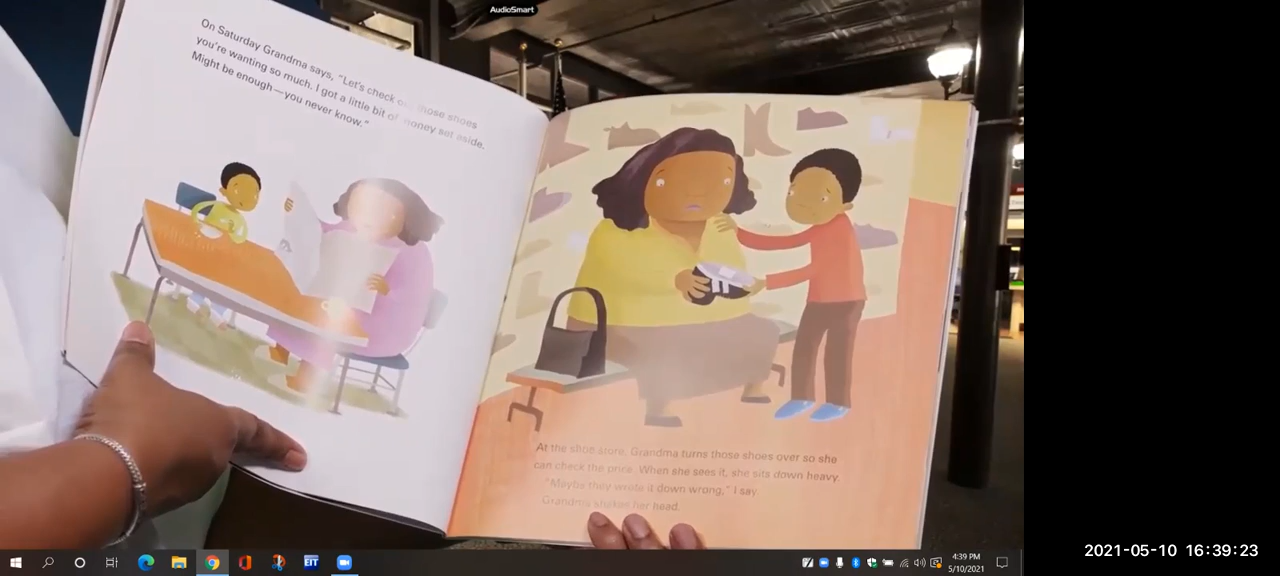 AudioSmart
On Saturday Grandma says, "Let's check out those shoes
you're wanting so much. I got a little bit of money set aside.
Might be enough—you never know."
At the shoe store, Grandma turns those shoes over so she
can check the price. When she sees it, she sits down heavy.
"Maybe they wrote it down wrong," I say.
Grandma shakes her head.
EIT
4:39 PM
5/10/2021
2021-05-10 16:39:23